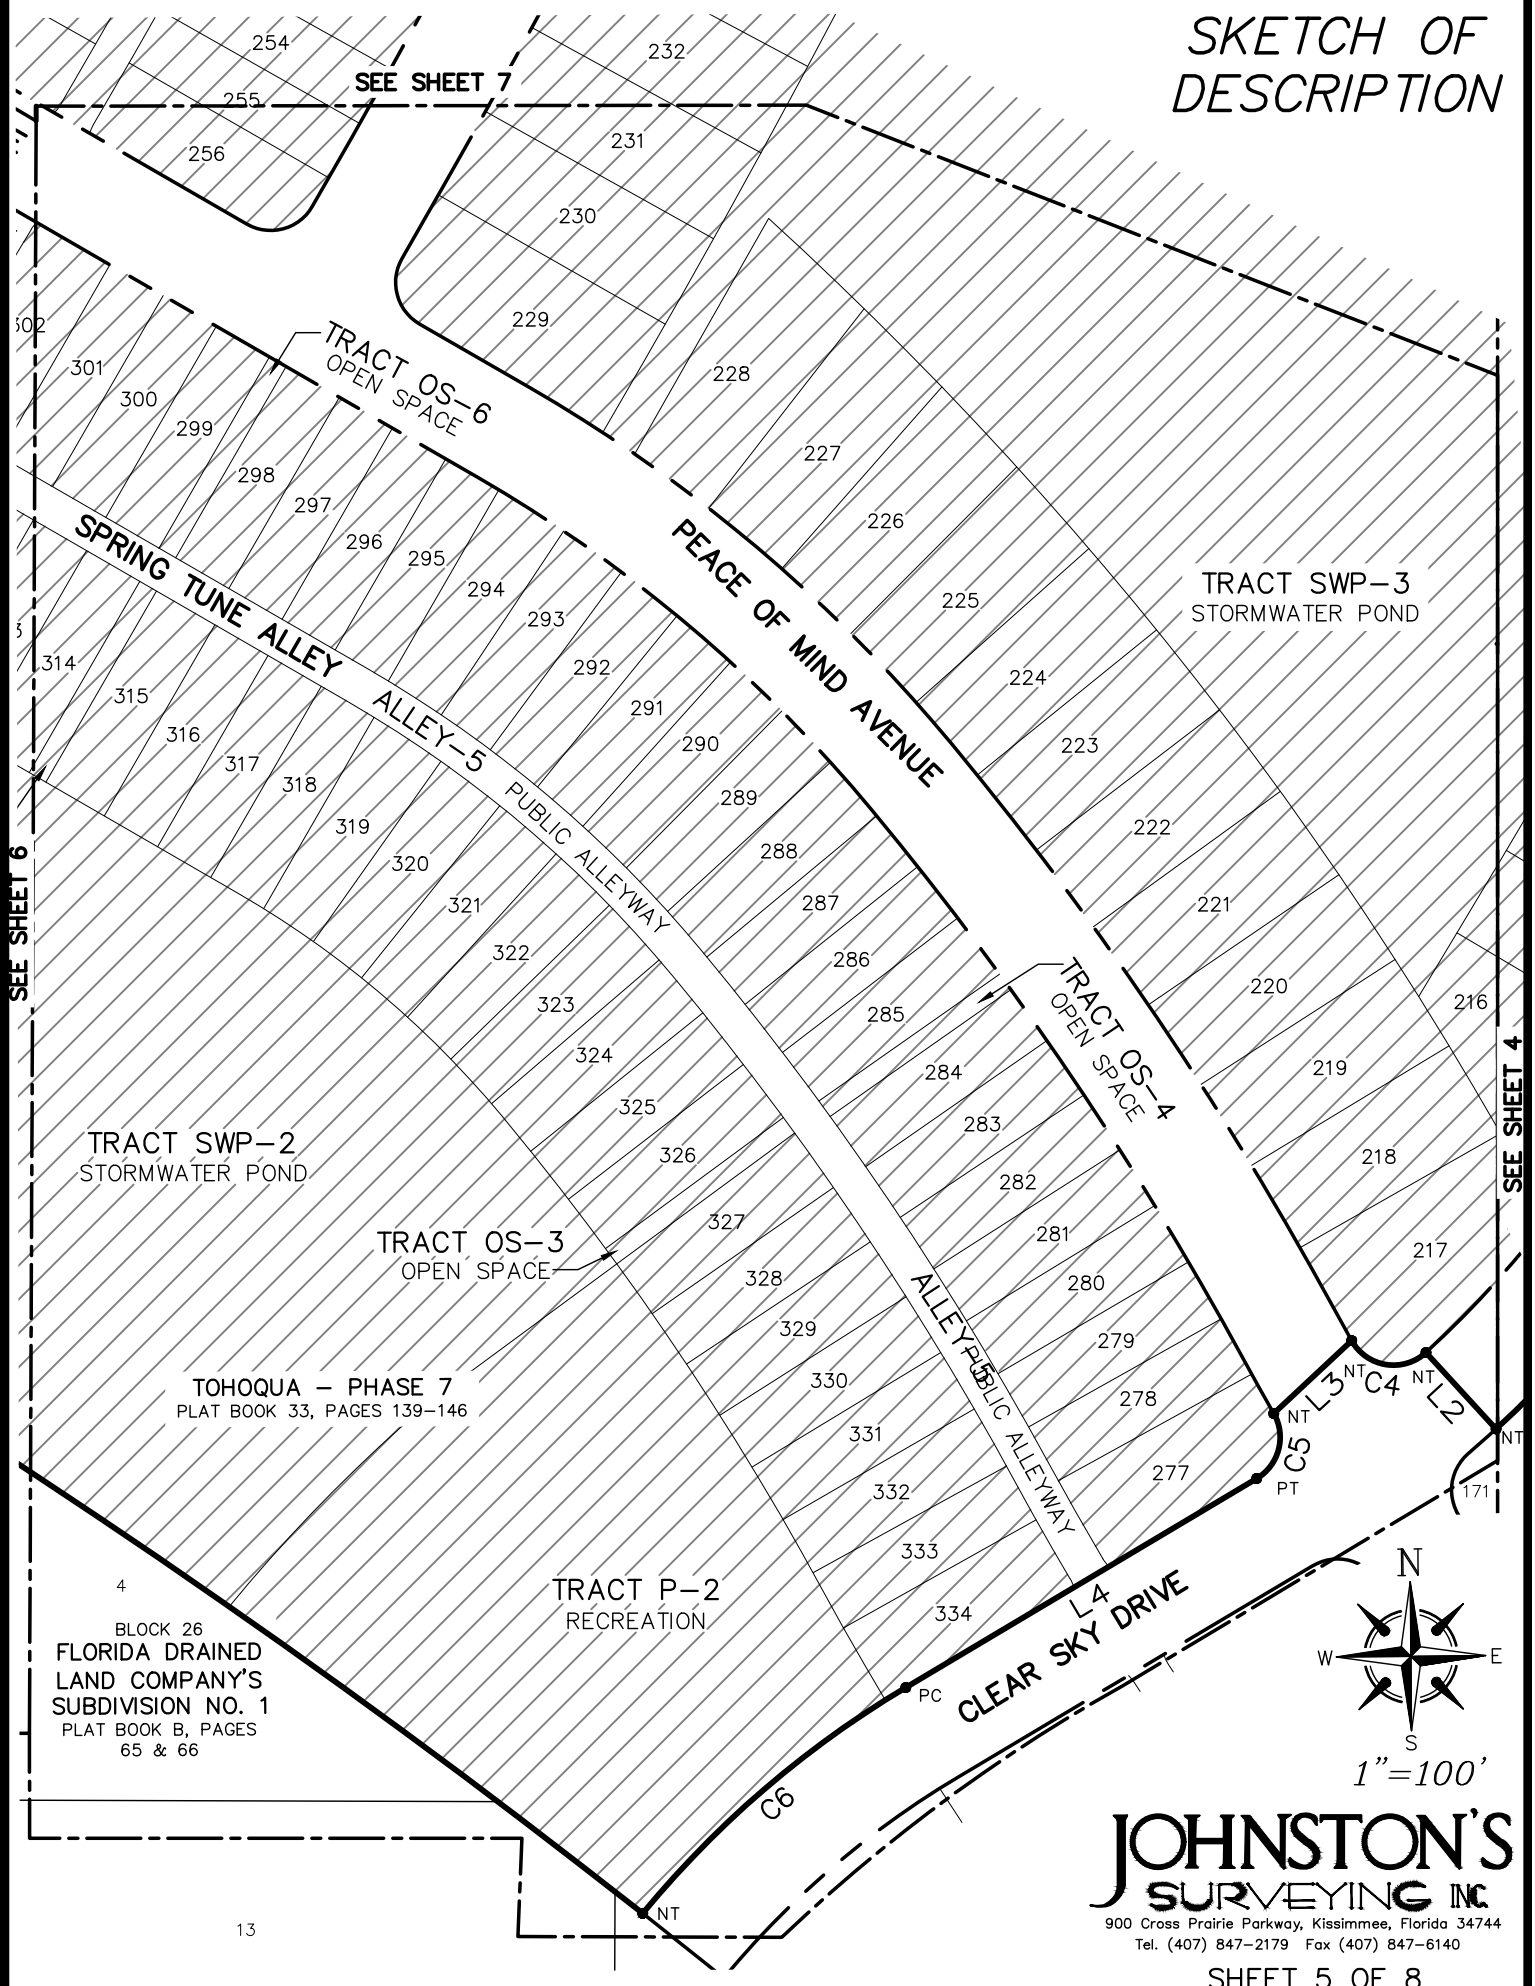 SKETCH OF
DESCRIPTION
SEE SHEET 7
254
255
256
232
231
230
229
228
227
226
225
224
223
222
221
220
219
218
217
216
302
301
300
299
298
297
296
295
294
293
292
291
290
289
288
287
286
285
284
283
282
281
280
279
278
277
TRACT OS-6
OPEN SPACE
PEACE OF MIND AVENUE
TRACT SWP-3
STORMWATER POND
SPRING TUNE ALLEY
ALLEY-5
PUBLIC ALLEYWAY
314
315
316
317
318
319
320
321
322
323
324
325
326
327
328
329
330
331
332
333
334
SEE SHEET 6
SEE SHEET 4
TRACT OS-4
OPEN SPACE
TRACT SWP-2
STORMWATER POND
TRACT OS-3
OPEN SPACE
ALLEY-5
PUBLIC ALLEYWAY
TOHOQUA - PHASE 7
PLAT BOOK 33, PAGES 139-146
NT
C4
NT
L2
NT
L3
NT
C5
PT
171
TRACT P-2
RECREATION
L4
CLEAR SKY DRIVE
PC
C6
NT
4
BLOCK 26
FLORIDA DRAINED
LAND COMPANY'S
SUBDIVISION NO. 1
PLAT BOOK B, PAGES
65 & 66
13
N
W
E
S
1"=100'
JOHNSTON'S
SURVEYING INC
900 Cross Prairie Parkway, Kissimmee, Florida 34744
Tel. (407) 847-2179 Fax (407) 847-6140
SHEET 5 OF 8